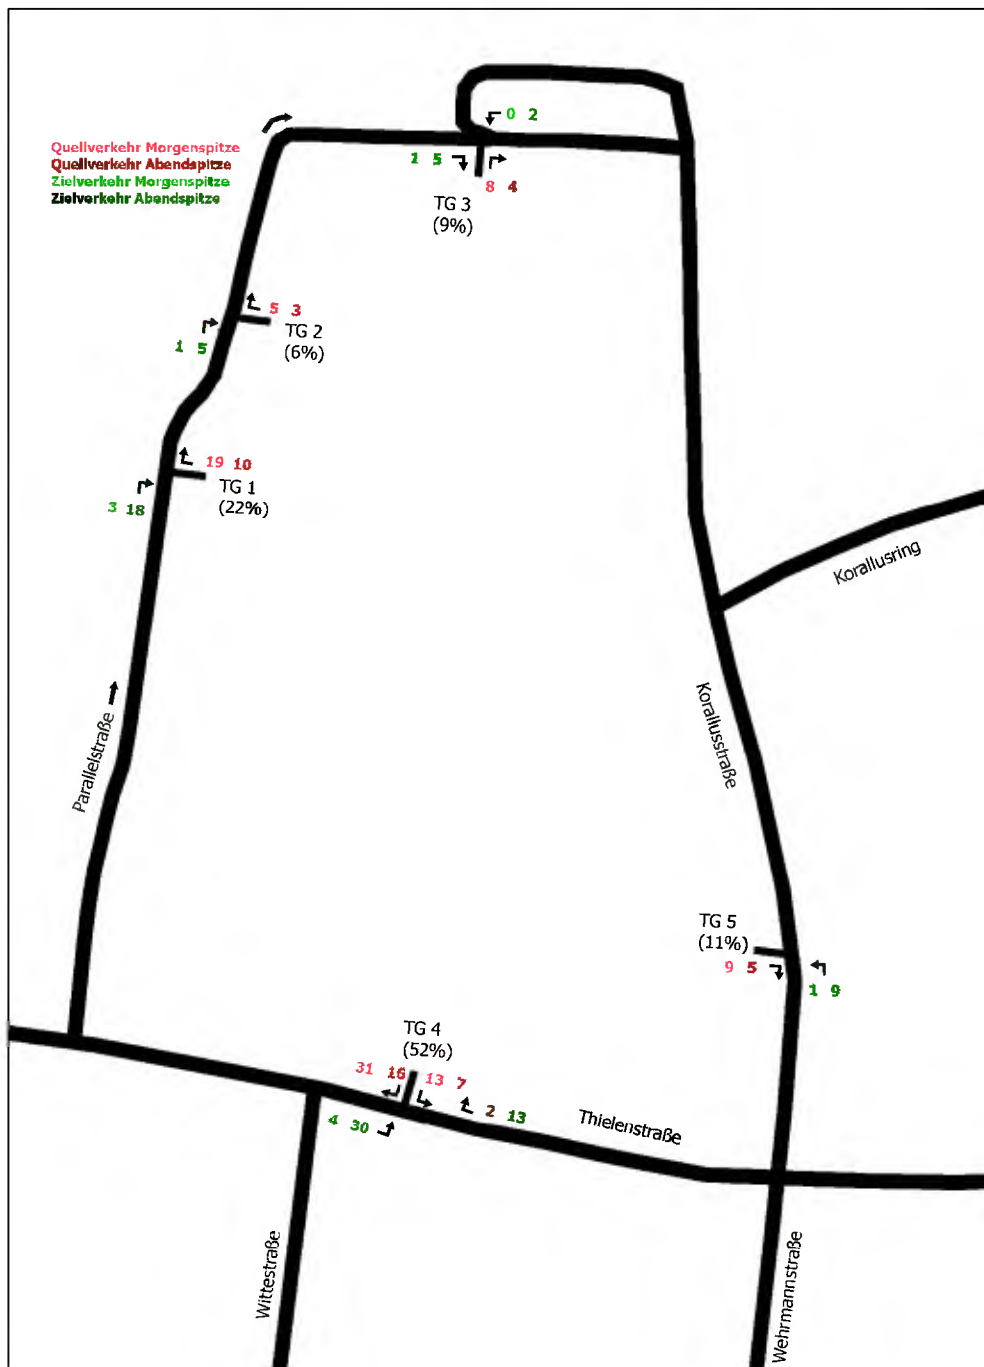 0 2
Quellverkehr Morgenspitze
Quellverkehr Abendspitze
Zielverkehr Morgenspitze
Zielverkehr Abendspitze
1 5
8 4
TG 3
(9%)
5 3
TG 2
(6%)
1 5
19 10
TG 1
(22%)
3 18
Korallusring
Korallusstraße
Parallelstraße
TG 5
(11%)
9 5
1 9
TG 4
(52%)
31 16 13 7
2 13
4 30
Thielenstraße
Wittestraße
Wehrmannstraße